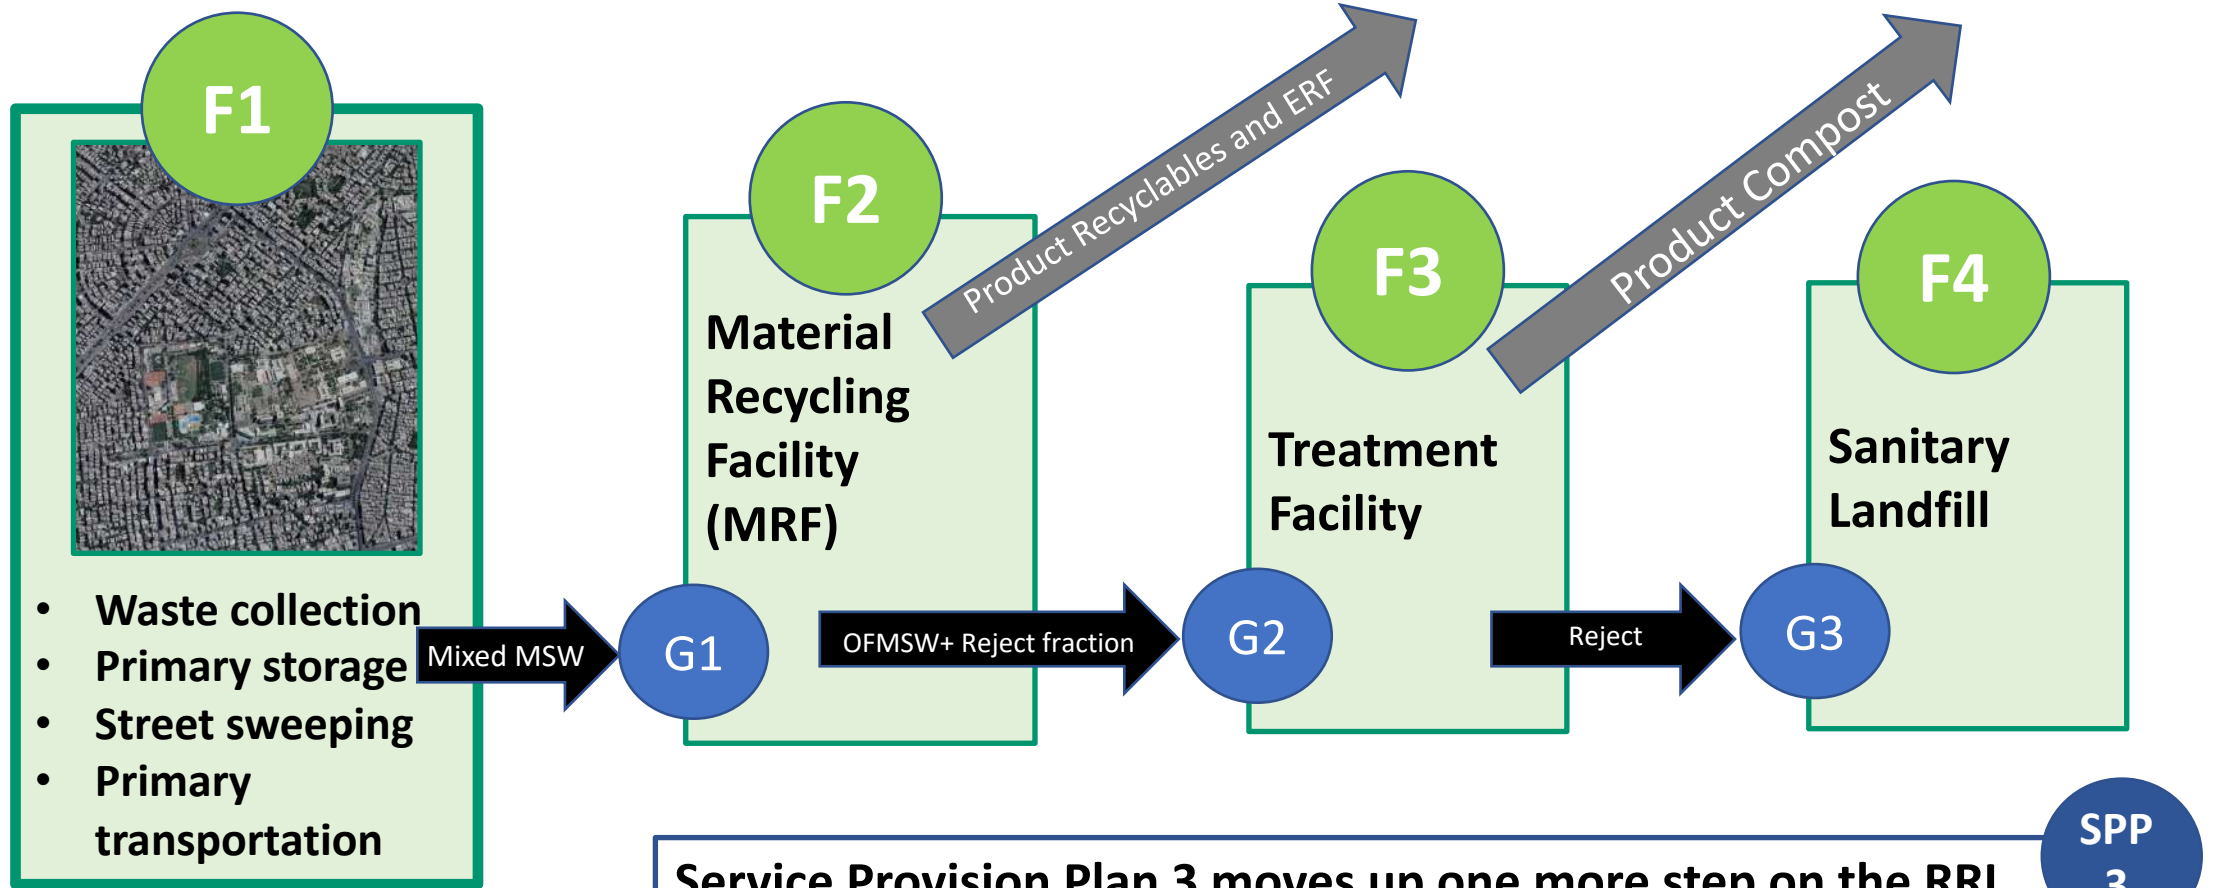 F1
• Waste collection
• Primary storage
• Street sweeping
• Primary
transportation
Mixed MSW
G1
F2
Material
Recycling
Facility
(MRF)
Product Recyclables and ERF
OFMSW+ Reject fraction
G2
F3
Treatment
Facility
Product Compost
Reject
G3
F4
Sanitary
Landfill
SPP
3
Service Provision Plan 3 moves up one more step on the RRL